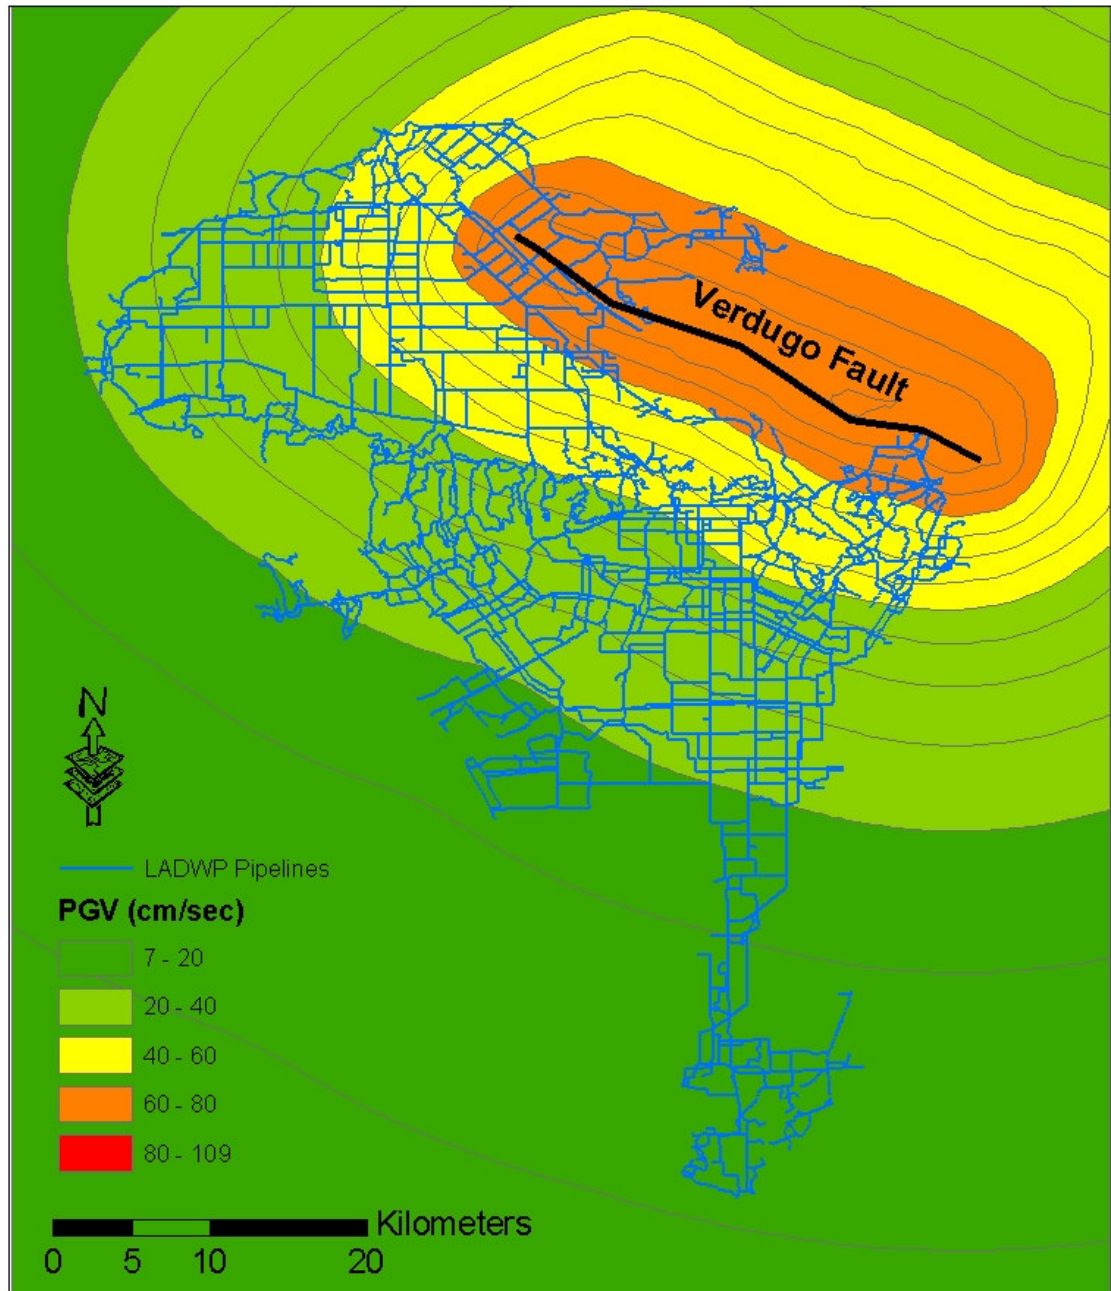 Verdugo Fault
N
LADWP Pipelines
PGV (cm/sec)
7 - 20
20 - 40
40 - 60
60 - 80
80 - 109
Kilometers
0 5 10 20